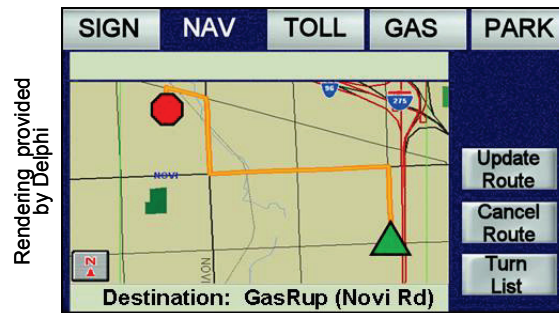 Rendering provided
by Delphi
SIGN NAV TOLL GAS PARK
96
275
NOVI
NOVI
N
Update
Route
Cancel
Route
Turn
List
Destination: GasRup (Novi Rd)